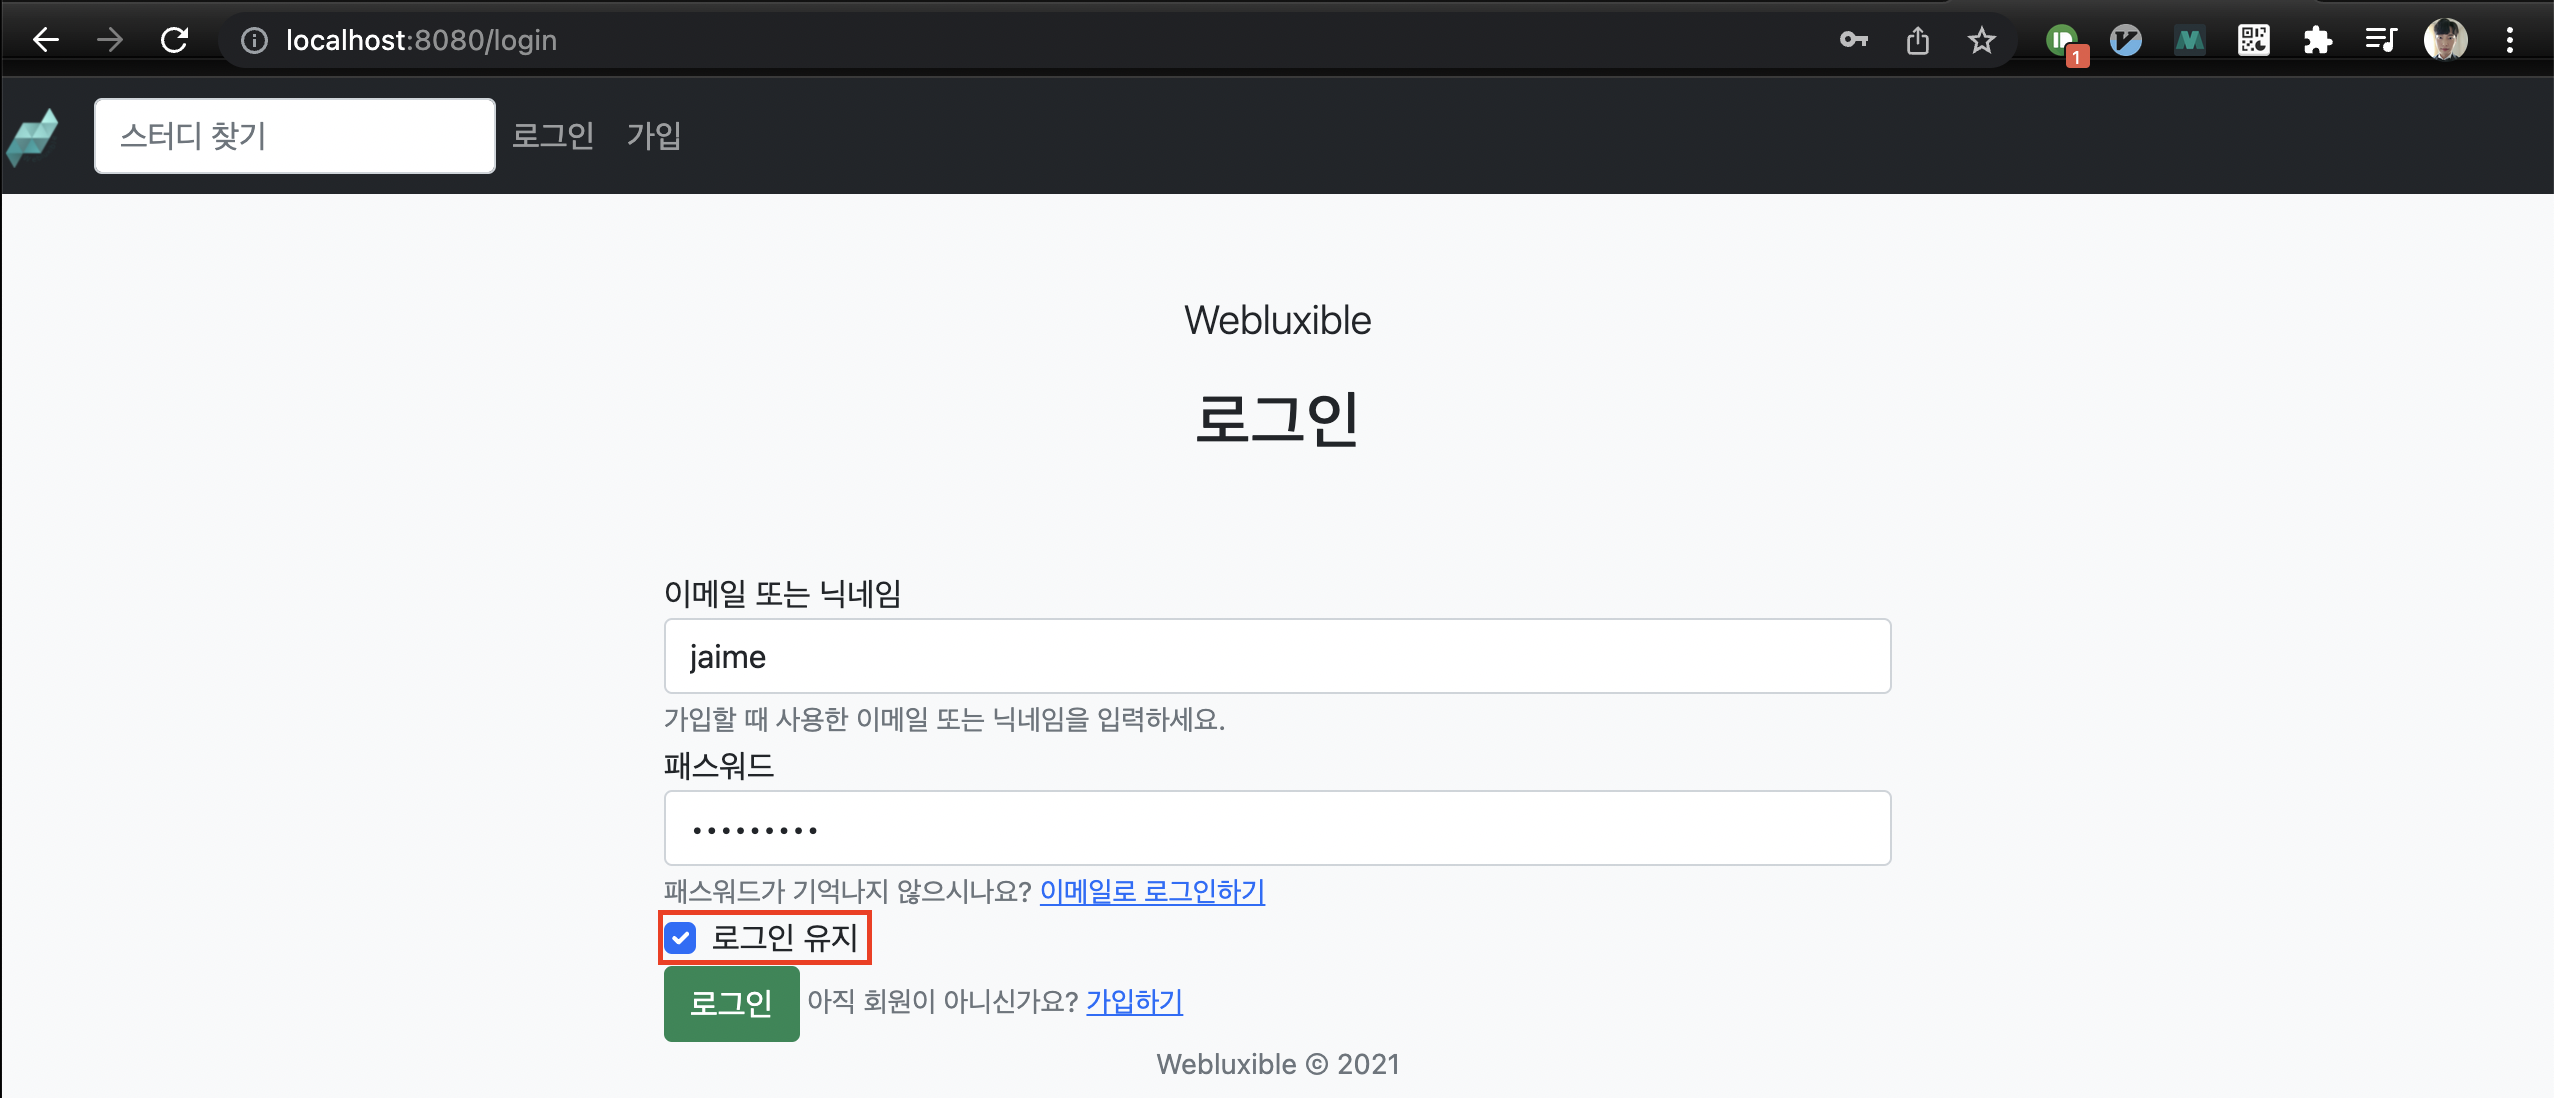 localhost:8080/login
1
스터디 찾기 로그인 가입
Webluxible
로그인
이메일 또는 닉네임
jaime
가입할 때 사용한 이메일 또는 닉네임을 입력하세요.
패스워드
•••••••••
패스워드가 기억나지 않으시나요? 이메일로 로그인하기
로그인 유지
로그인 아직 회원이 아니신가요? 가입하기
Webluxible © 2021